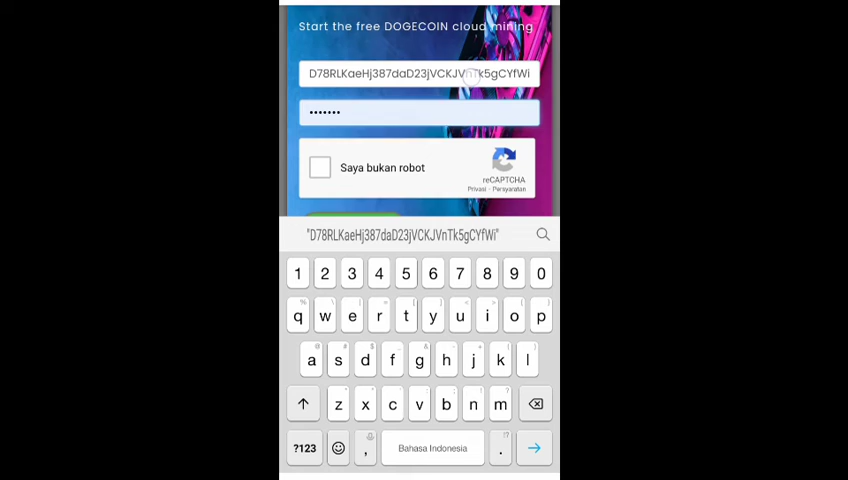 Start the free DOGECOIN cloud mining
D78RLKaeHj387daD23jVCKJVnTk5gCYfWi
•••••••
Saya bukan robot
reCAPTCHA
Privasi - Persyaratan
"D78RLKaeHj387daD23jVCKJVnTk5gCYfWi"
1 2 3 4 5 6 7 8 9 0
q w e r t y u i o p
a s d f g h j k l
z x c v b n m
?123 , Bahasa Indonesia .